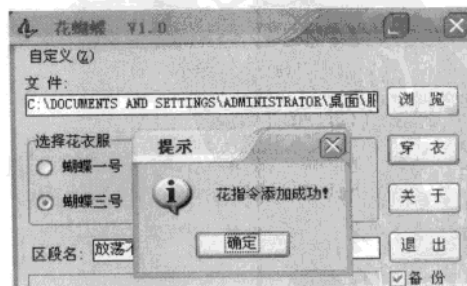 花蝴蝶 V1.0
自定义(Z)
文件:
C:\DOCUMENTS AND SETTINGS\ADMINISTRATOR\桌面\
浏 览
选择花衣服
提示
穿 衣
蝴蝶一号
花指令添加成功!
蝴蝶三号
关 于
确定
区段名: 放荡
退 出
备份